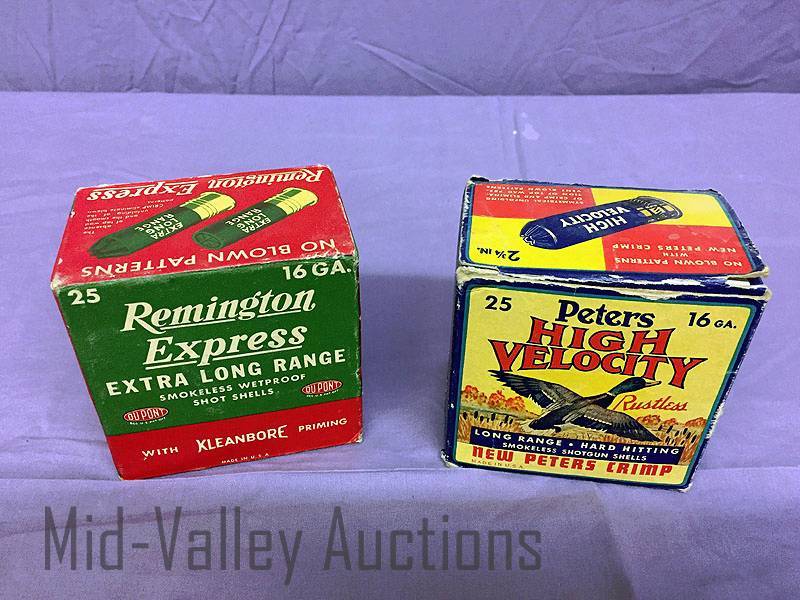 Remington Express
EXTRA LONG RANGE
EXTRA LONG RANGE
NO BLOWN PATTERNS
25
16 GA.
Remington
Express
EXTRA LONG RANGE
SMOKELESS WETPROOF
SHOT SHELLS
DU PONT
DU PONT
WITH KLEANBORE PRIMING
MADE IN U.S.A.
HIGH VELOCITY
2 3/4 IN.
NO BLOWN PATTERNS
WITH
NEW PETERS CRIMP
25
Peters
16 GA.
HIGH
VELOCITY
Rustless
LONG RANGE • HARD HITTING
SMOKELESS SHOTGUN SHELLS
NEW PETERS CRIMP
MADE IN U.S.A.
Mid-Valley Auctions